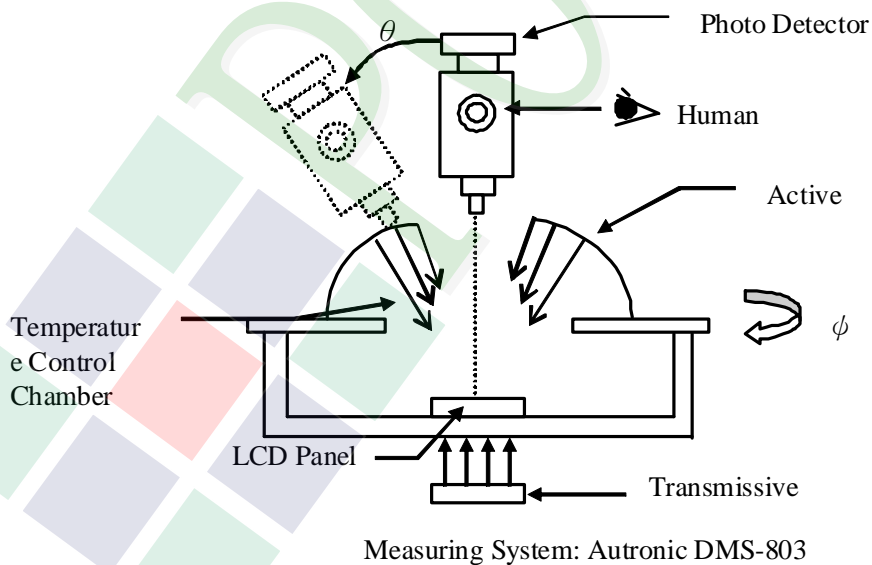 Photo Detector
θ
Human
Active
Temperatur
e Control
Chamber
ϕ
LCD Panel
Transmissive
Measuring System: Autronic DMS-803